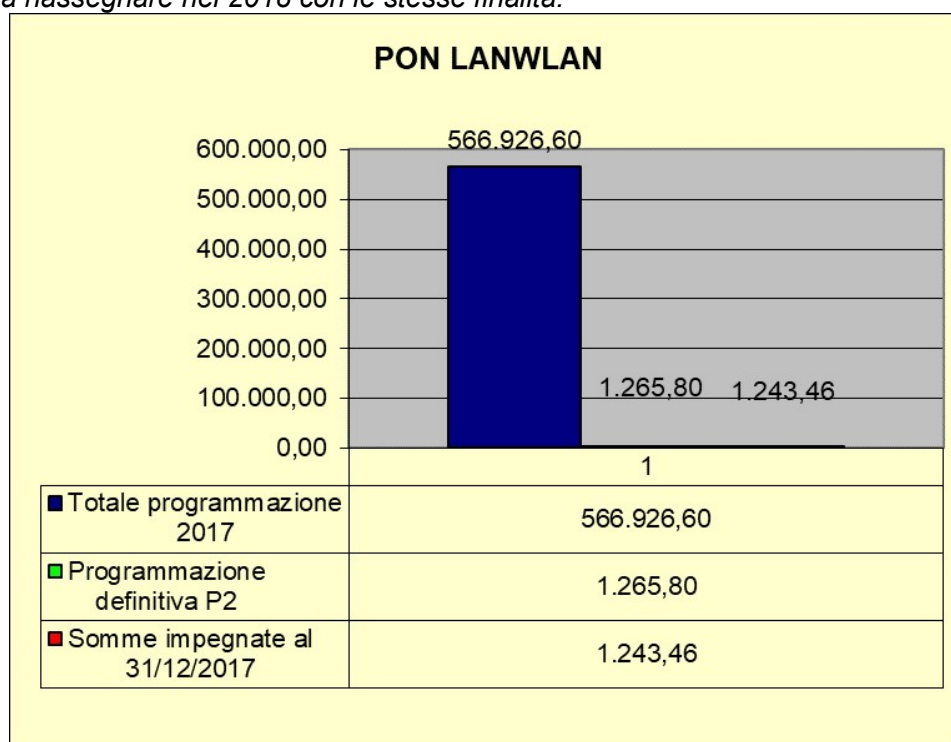 a riassegnare nel 2018 con le stesse finalità.
PON LANWLAN
600.000,00
500.000,00
400.000,00
300.000,00
200.000,00
100.000,00
0,00
566.926,60
1.265,80
1.243,46
1
Totale programmazione
2017
566.926,60
Programmazione
definitiva P2
1.265,80
Somme impegnate al
31/12/2017
1.243,46